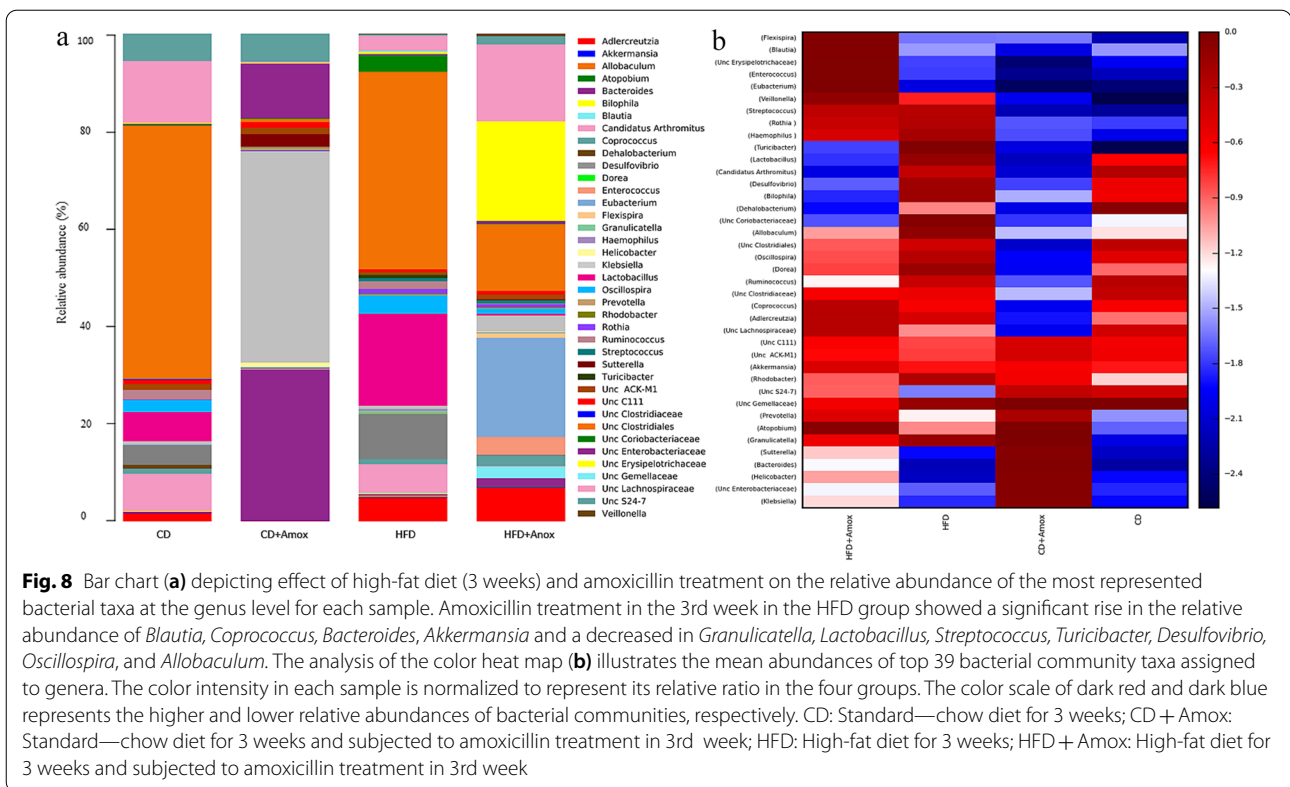 a
100
80
60
40
20
0
Relative abundance (%)
CD
CD+Amox
HFD
HFD+Anox
Adlercreutzia
Akkermansia
Allobaculum
Atopobium
Bacteroides
Bilophila
Blautia
Candidatus Arthromitus
Coprococcus
Dehalobacterium
Desulfovibrio
Dorea
Enterococcus
Eubacterium
Flexispira
Granulicatella
Haemophilus
Helicobacter
Klebsiella
Lactobacillus
Oscillospira
Prevotella
Rhodobacter
Rothia
Ruminococcus
Streptococcus
Sutterella
Turicibacter
Unc ACK-M1
Unc C111
Unc Clostridiaceae
Unc Clostridiales
Unc Coriobacteriaceae
Unc Enterobacteriaceae
Unc Erysipelotrichaceae
Unc Gemellaceae
Unc Lachnospiraceae
Unc S24-7
Veillonella
b
(Flexispira)
(Blautia)
(Unc Erysipelotrichaceae)
(Enterococcus)
(Eubacterium)
(Veillonella)
(Streptococcus)
(Rothia )
(Haemophilus )
(Turicibacter)
(Lactobacillus)
(Candidatus Arthromitus)
(Desulfovibrio)
(Bilophila)
(Dehalobacterium)
(Unc Coriobacteriaceae)
(Allobaculum)
(Unc Clostridiales)
(Oscillospira)
(Dorea)
(Ruminococcus)
(Unc Clostridiaceae)
(Coprococcus)
(Adlercreutzia)
(Unc Lachnospiraceae)
(Unc C111)
(Unc ACK-M1)
(Akkermansia)
(Rhodobacter)
(Unc S24-7)
(Unc Gemellaceae)
(Prevotella)
(Atopobium)
(Granulicatella)
(Sutterella)
(Bacteroides)
(Helicobacter)
(Unc Enterobacteriaceae)
(Klebsiella)
HFD+Amox
HFD
CD+Amox
CD
0.0
−0.3
−0.6
−0.9
−1.2
−1.5
−1.8
−2.1
−2.4
Fig. 8 Bar chart (a) depicting effect of high-fat diet (3 weeks) and amoxicillin treatment on the relative abundance of the most represented
bacterial taxa at the genus level for each sample. Amoxicillin treatment in the 3rd week in the HFD group showed a significant rise in the relative
abundance of Blautia, Coprococcus, Bacteroides, Akkermansia and a decreased in Granulicatella, Lactobacillus, Streptococcus, Turicibacter, Desulfovibrio,
Oscillospira, and Allobaculum. The analysis of the color heat map (b) illustrates the mean abundances of top 39 bacterial community taxa assigned
to genera. The color intensity in each sample is normalized to represent its relative ratio in the four groups. The color scale of dark red and dark blue
represents the higher and lower relative abundances of bacterial communities, respectively. CD: Standard—chow diet for 3 weeks; CD + Amox:
Standard—chow diet for 3 weeks and subjected to amoxicillin treatment in 3rd week; HFD: High-fat diet for 3 weeks; HFD + Amox: High-fat diet for
3 weeks and subjected to amoxicillin treatment in 3rd week